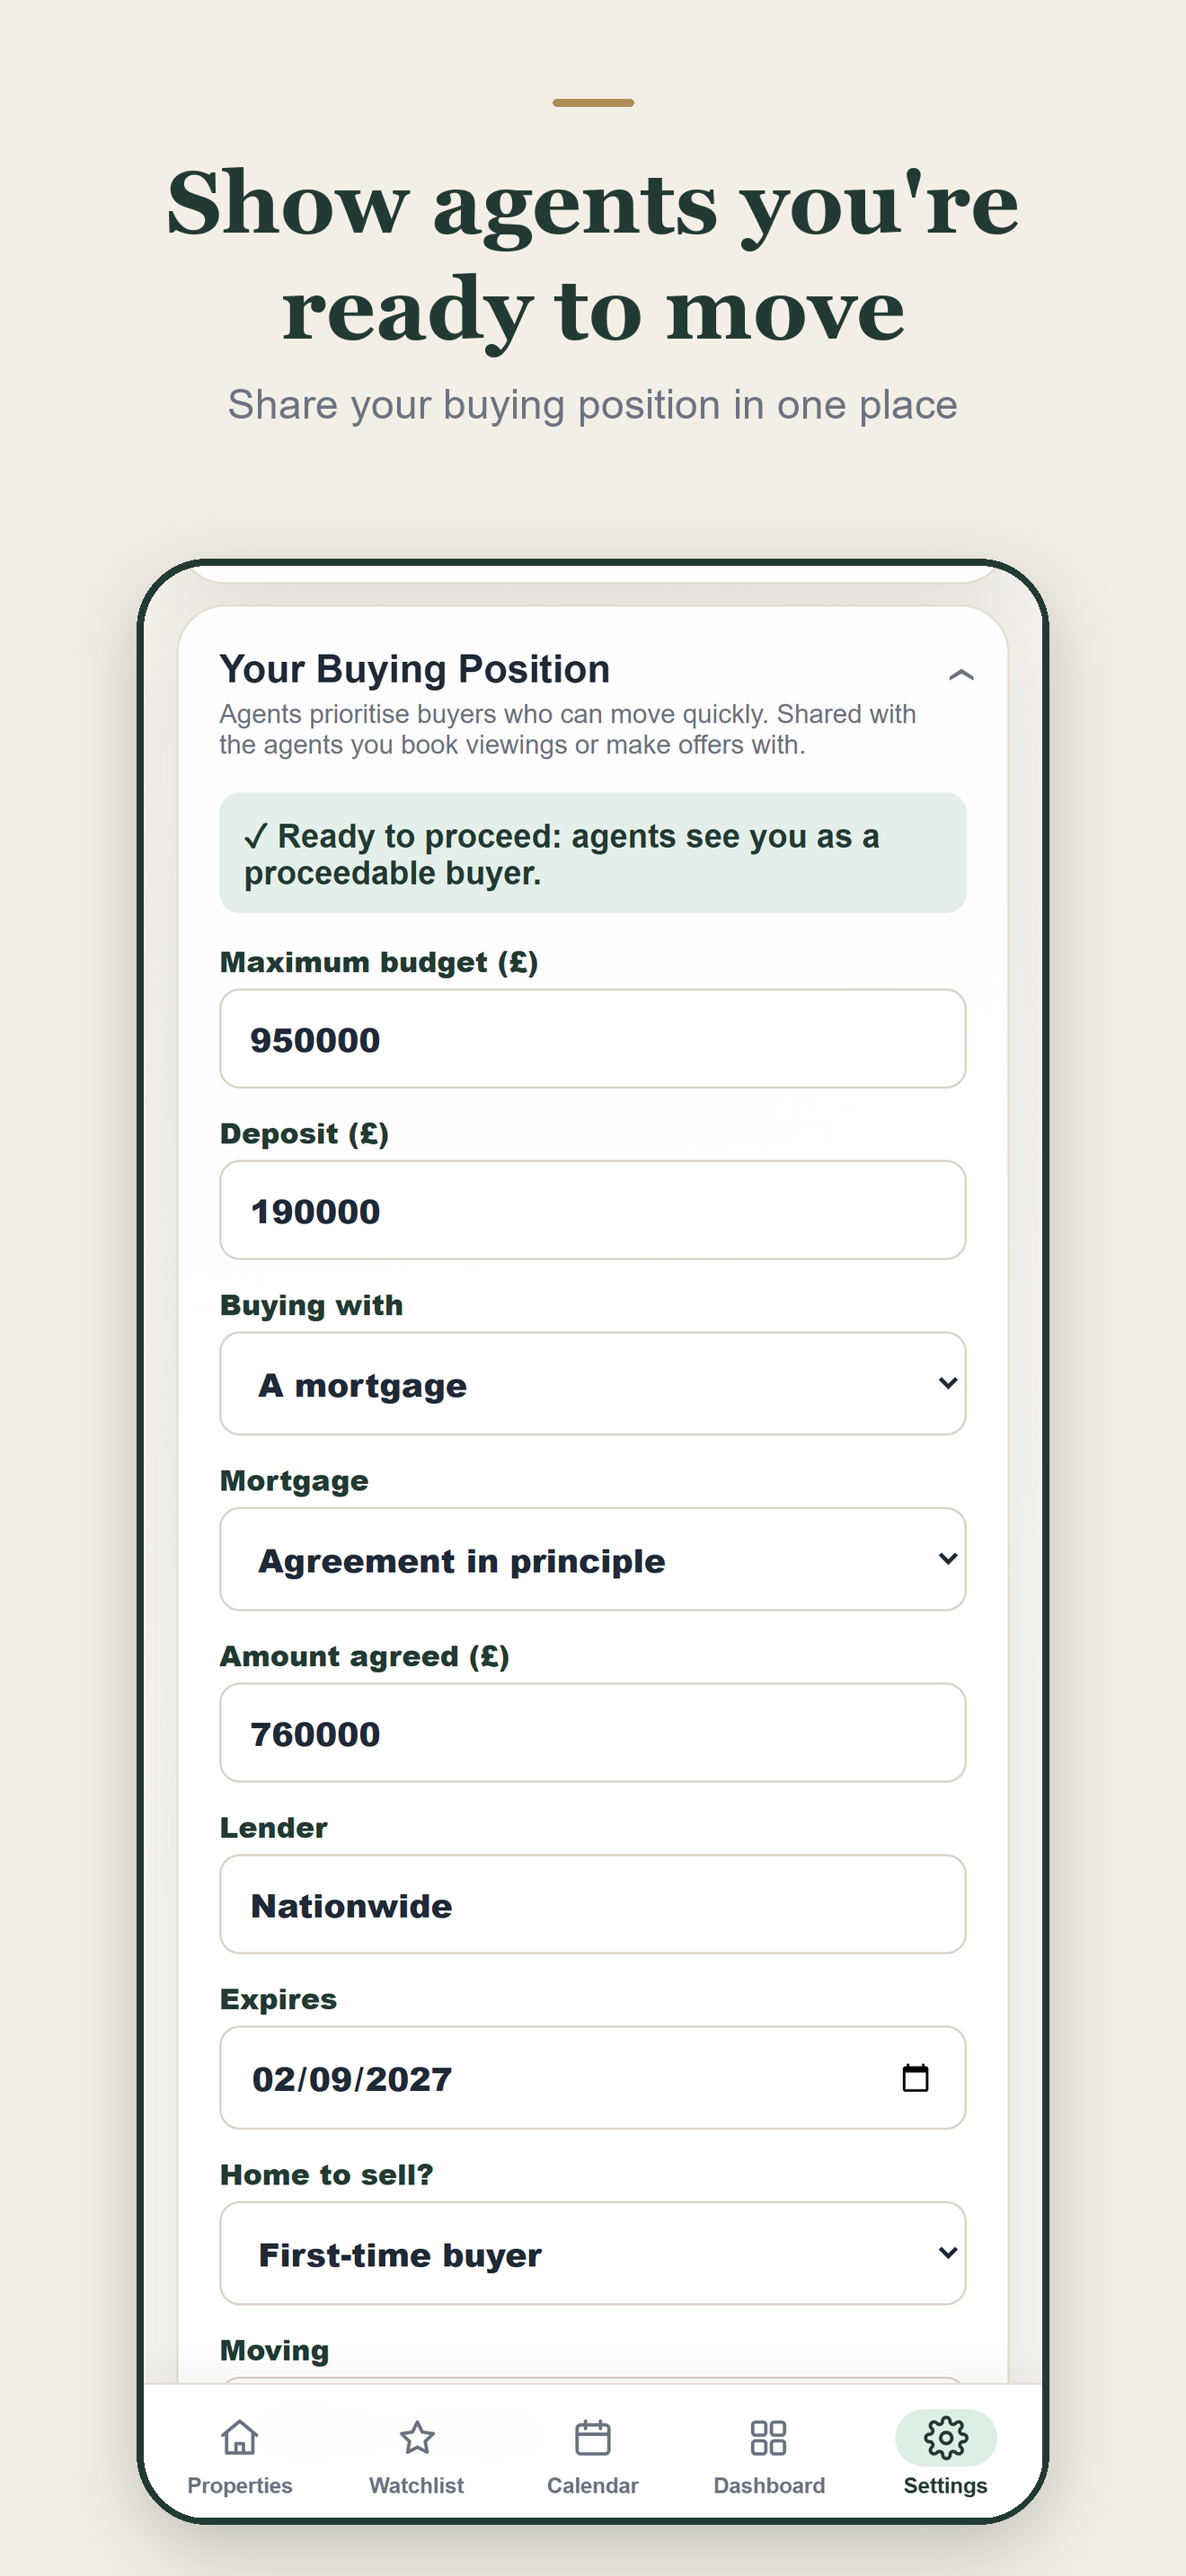 Show agents you're
ready to move
Share your buying position in one place
Your Buying Position
Agents prioritise buyers who can move quickly. Shared with
the agents you book viewings or make offers with.
✓ Ready to proceed: agents see you as a
proceedable buyer.
Maximum budget (£)
950000
Deposit (£)
190000
Buying with
A mortgage
Mortgage
Agreement in principle
Amount agreed (£)
760000
Lender
Nationwide
Expires
02/09/2027
Home to sell?
First-time buyer
Moving
Properties
Watchlist
Calendar
Dashboard
Settings